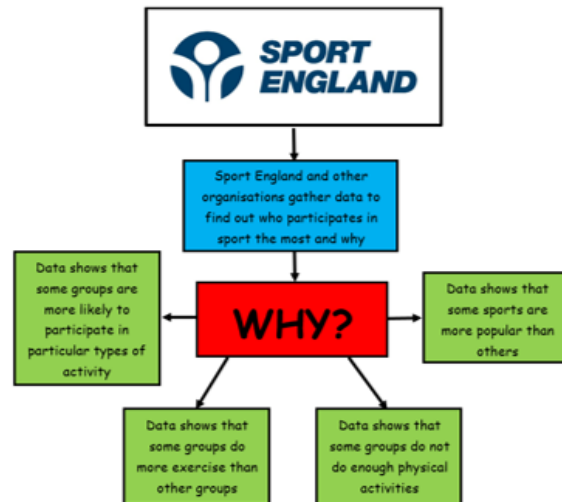 SPORT
ENGLAND
Sport England and other
organisations gather data to
find out who participates in
sport the most and why
WHY?
Data shows that
some groups are
more likely to
participate in
particular types of
activity
Data shows that
some sports are
more popular than
others
Data shows that
some groups do
more exercise than
other groups
Data shows that
some groups do not
do enough physical
activities